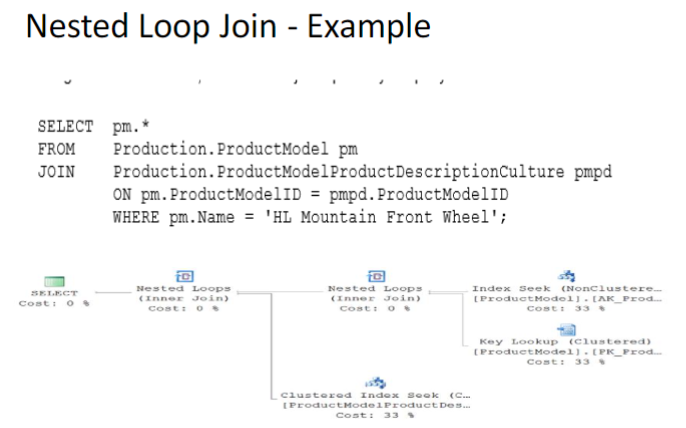 Nested Loop Join - Example
SELECT pm.*
FROM Production.ProductModel pm
JOIN Production.ProductModelProductDescriptionCulture pmpd
ON pm.ProductModelID = pmpd.ProductModelID
WHERE pm.Name = 'HL Mountain Front Wheel';
SELECT
Cost: 0 %
Nested Loops
(Inner Join)
Cost: 0 %
Nested Loops
(Inner Join)
Cost: 0 %
Index Seek (NonClustere...
[ProductModel].[AK_Prod...
Cost: 33 %
Key Lookup (Clustered)
[ProductModel].[PK_Prod...
Cost: 33 %
Clustered Index Seek (C...
[ProductModelProductDes...
Cost: 33 %